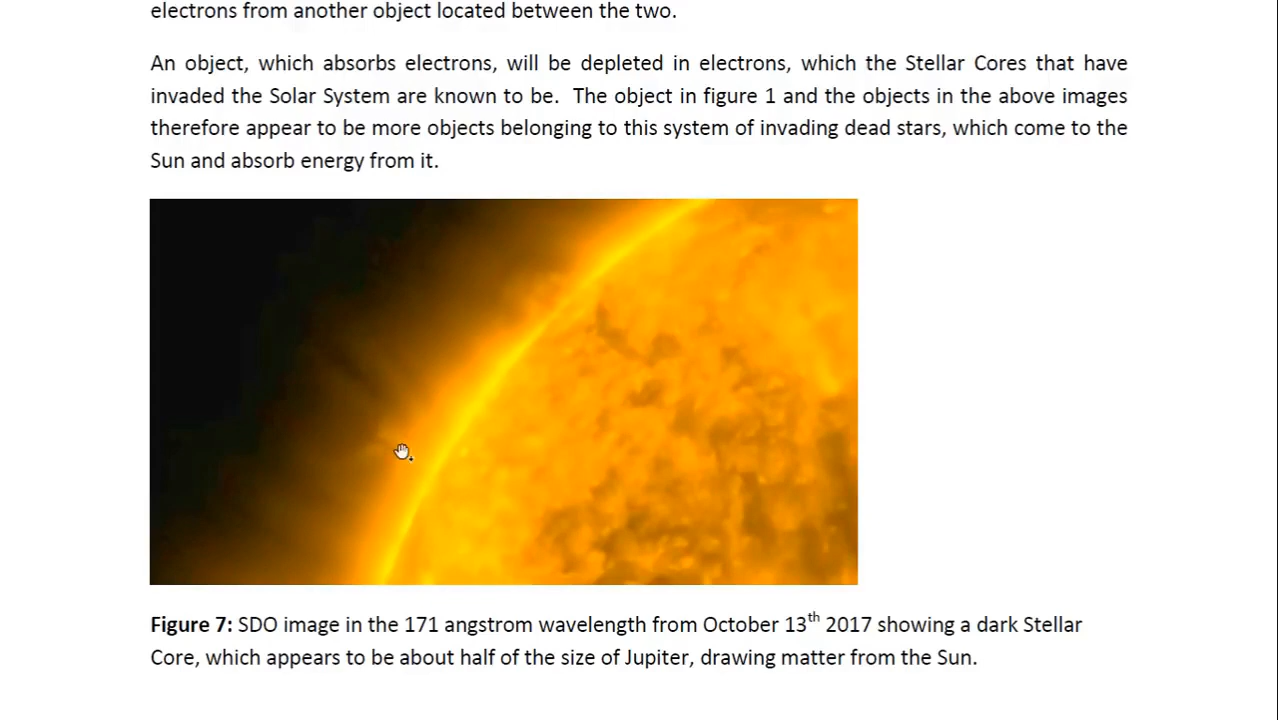 electrons from another object located between the two.
An object, which absorbs electrons, will be depleted in electrons, which the Stellar Cores that have
invaded the Solar System are known to be.  The object in figure 1 and the objects in the above images
therefore appear to be more objects belonging to this system of invading dead stars, which come to the
Sun and absorb energy from it.
Figure 7: SDO image in the 171 angstrom wavelength from October 13th 2017 showing a dark Stellar
Core, which appears to be about half of the size of Jupiter, drawing matter from the Sun.